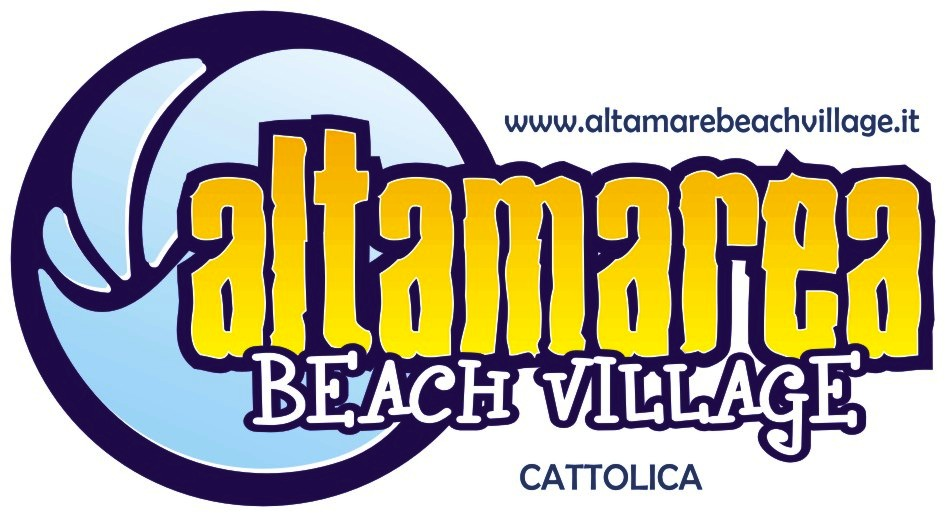 www.altamarebeachvillage.it
altamarea
BEACH VILLAGE
CATTOLICA